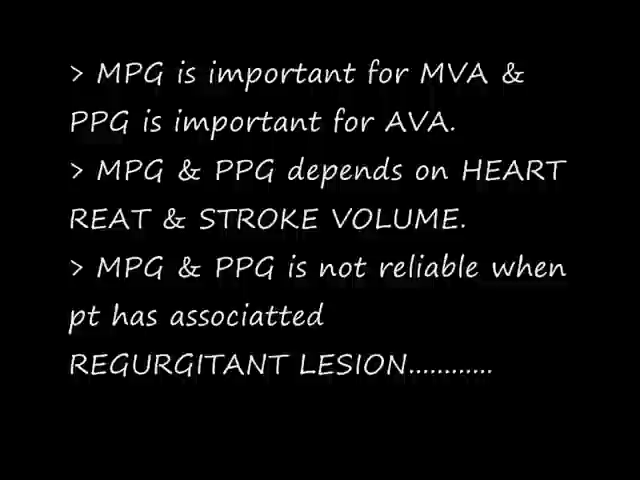 > MPG is important for MVA &
PPG is important for AVA.
> MPG & PPG depends on HEART
REAT & STROKE VOLUME.
> MPG & PPG is not reliable when
pt has associatted
REGURGITANT LESION............